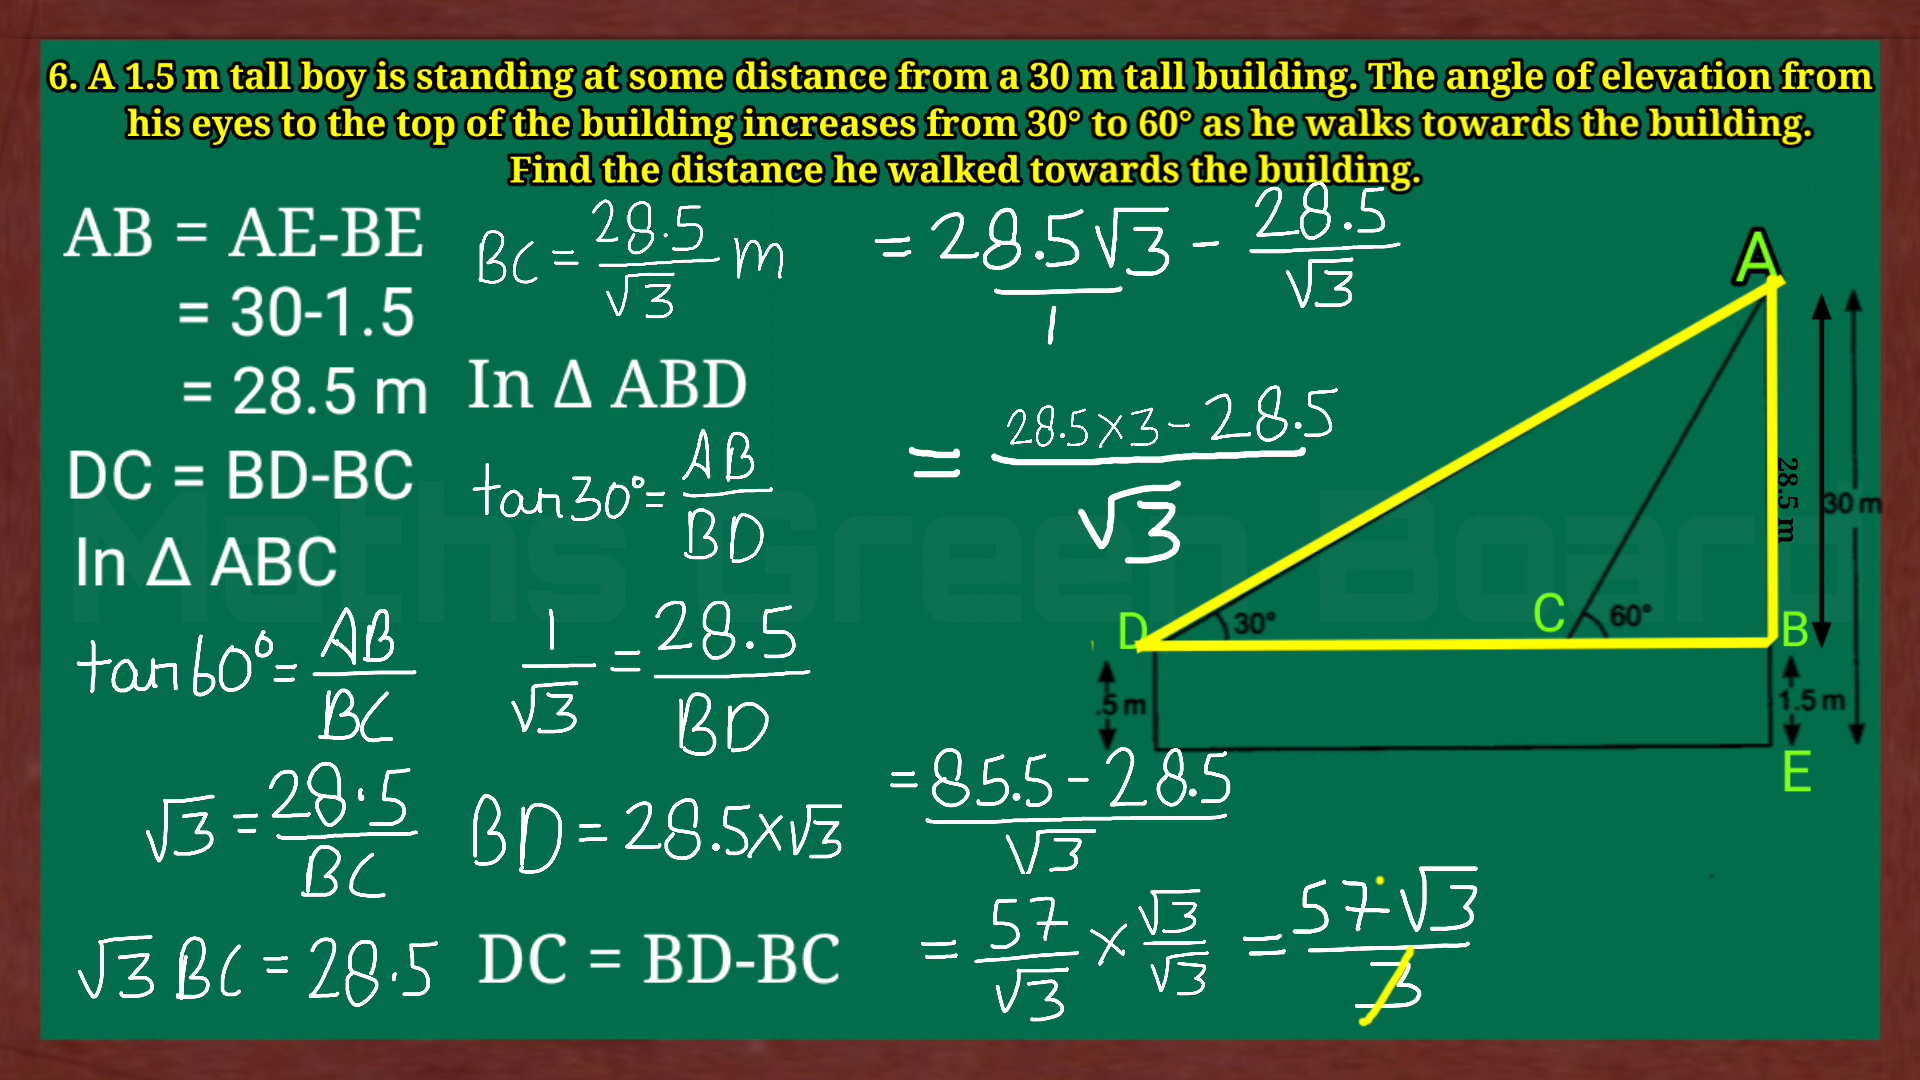 6. A 1.5 m tall boy is standing at some distance from a 30 m tall building. The angle of elevation from
his eyes to the top of the building increases from 30° to 60° as he walks towards the building.
Find the distance he walked towards the building.
AB = AE-BE
= 30-1.5
= 28.5 m
DC = BD-BC
In Δ ABC
tan60° = AB/BC
√3 = 28.5/BC
√3 BC = 28.5
BC = 28.5/√3 m
In Δ ABD
tan30° = AB/BD
1/√3 = 28.5/BD
BD = 28.5×√3
DC = BD-BC
= 28.5√3/1 - 28.5/√3
= 28.5×3-28.5/√3
= 85.5-28.5/√3
= 57/√3 × √3/√3 = 57√3/3
A
28.5 m
30 m
D
30°
C
60°
B
.5 m
1.5 m
E
Maths Green Board